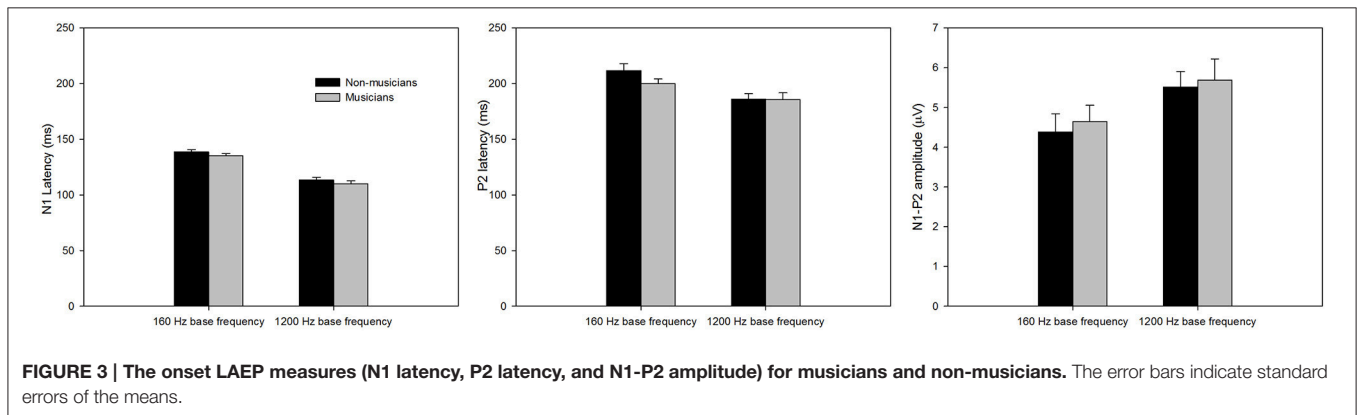 250
200
150
100
50
0
N1 Latency (ms)
Non-musicians
Musicians
160 Hz base frequency 1200 Hz base frequency
250
200
150
100
50
0
P2 latency (ms)
160 Hz base frequency 1200 Hz base frequency
7
6
5
4
3
2
1
0
N1-P2 amplitude (μV)
160 Hz base frequency 1200 Hz base frequency
FIGURE 3 | The onset LAEP measures (N1 latency, P2 latency, and N1-P2 amplitude) for musicians and non-musicians. The error bars indicate standard
errors of the means.